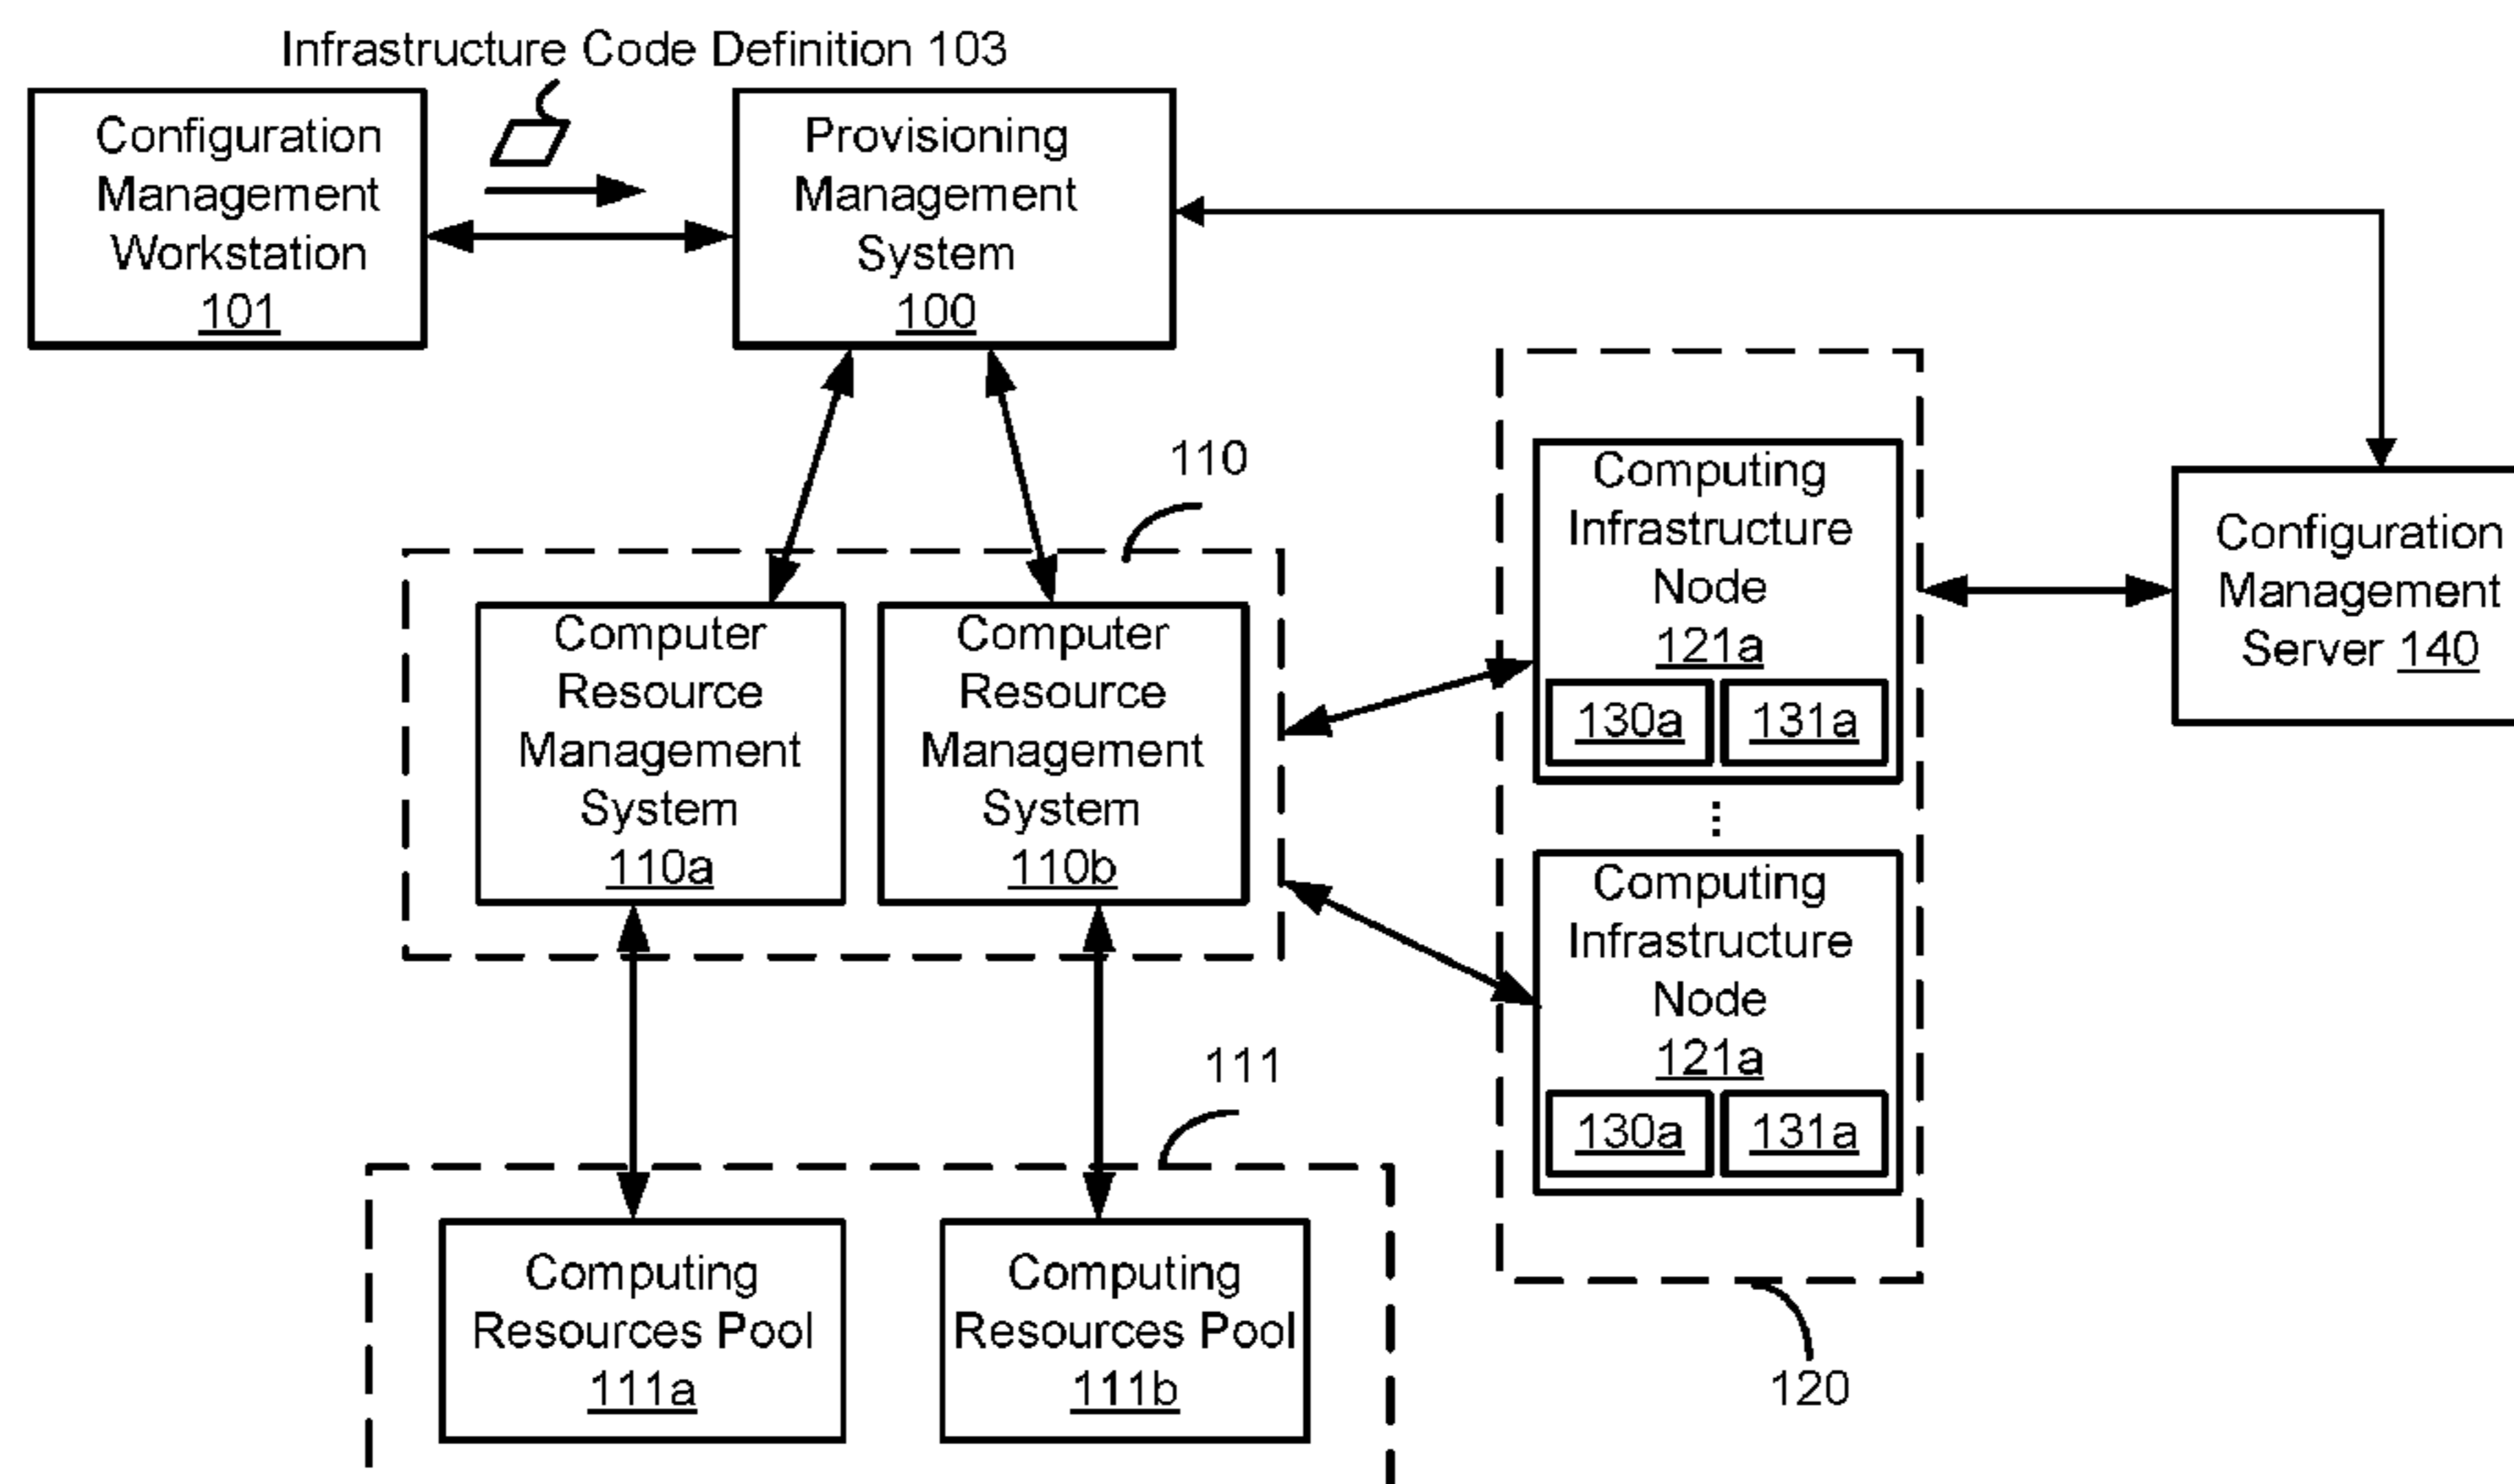 Infrastructure Code Definition 103
Configuration
Management
Workstation
101
Provisioning
Management
System
100
110
Computer
Resource
Management
System
110a
Computer
Resource
Management
System
110b
Computing
Infrastructure
Node
121a
130a 131a
Computing
Infrastructure
Node
121a
130a 131a
Configuration
Management
Server 140
111
Computing
Resources Pool
111a
Computing
Resources Pool
111b
120